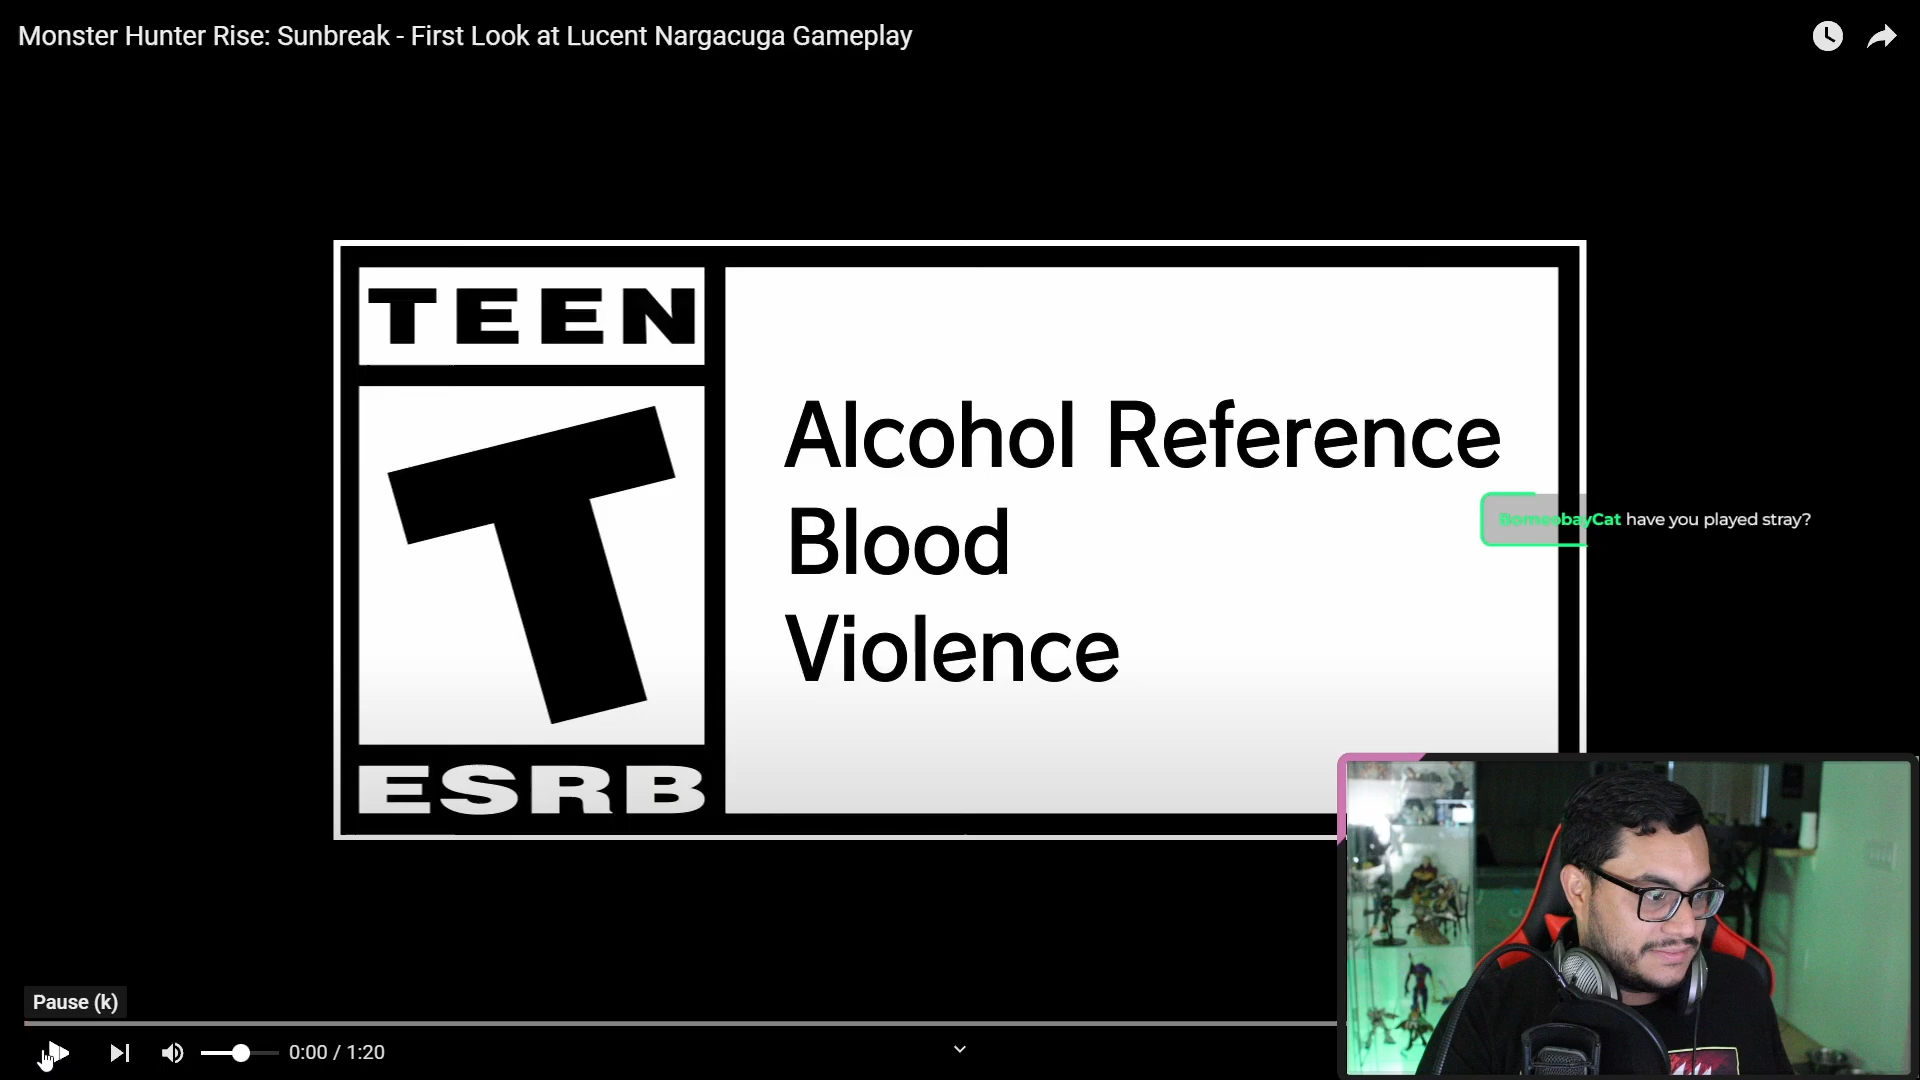 Monster Hunter Rise: Sunbreak - First Look at Lucent Nargacuga Gameplay
TEEN
T
ESRB
Alcohol Reference
Blood
Violence
BomeobayCat have you played stray?
Pause (k)
0:00 / 1:20